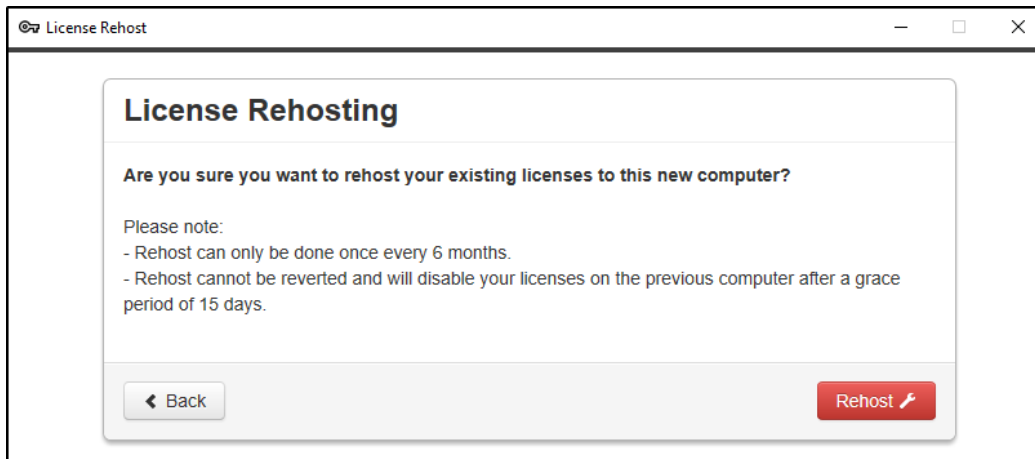 License Rehost
License Rehosting
Are you sure you want to rehost your existing licenses to this new computer?
Please note:
- Rehost can only be done once every 6 months.
- Rehost cannot be reverted and will disable your licenses on the previous computer after a grace
period of 15 days.
Back
Rehost